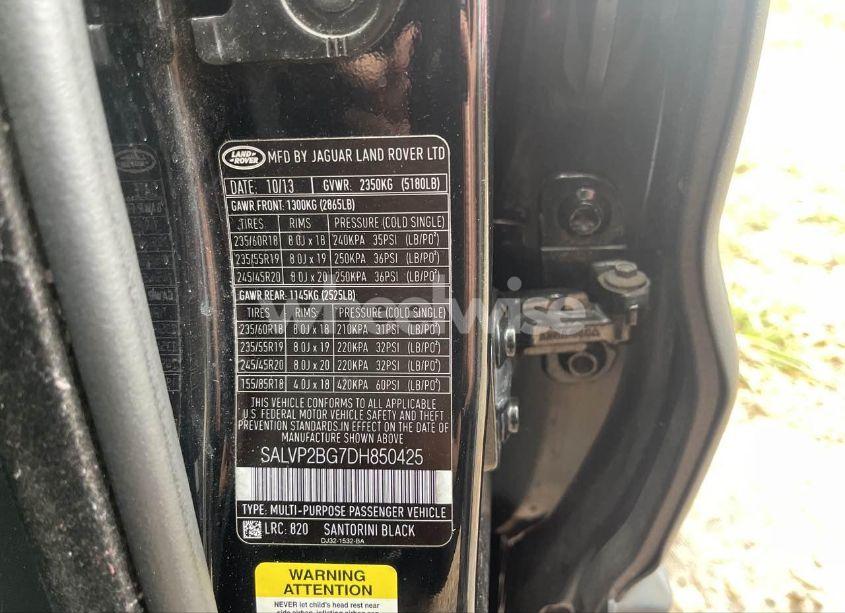 LAND ROVER MFD BY JAGUAR LAND ROVER LTD
DATE: 10/13 GVWR: 2350KG (5180LB)
GAWR FRONT: 1300KG (2865LB)
TIRES RIMS PRESSURE (COLD SINGLE)
235/60R18 8.0J x 18 240KPA 35PSI (LB/PO²)
235/55R19 8.0J x 19 250KPA 36PSI (LB/PO²)
245/45R20 8.0J x 20 250KPA 36PSI (LB/PO²)
GAWR REAR: 1145KG (2525LB)
TIRES RIMS PRESSURE (COLD SINGLE)
235/60R18 8.0J x 18 210KPA 31PSI (LB/PO²)
235/55R19 8.0J x 19 220KPA 32PSI (LB/PO²)
245/45R20 8.0J x 20 220KPA 32PSI (LB/PO²)
155/85R18 4.0J x 18 420KPA 60PSI (LB/PO²)
THIS VEHICLE CONFORMS TO ALL APPLICABLE
U.S. FEDERAL MOTOR VEHICLE SAFETY AND THEFT
PREVENTION STANDARDS.IN EFFECT ON THE DATE
OF MANUFACTURE SHOWN ABOVE
SALVP2BG7DH850425
TYPE: MULTI-PURPOSE PASSENGER VEHICLE
LRC: 820 SANTORINI BLACK
DJ32-1532-BA
WARNING
ATTENTION
NEVER let child's head rest near
wheelwise